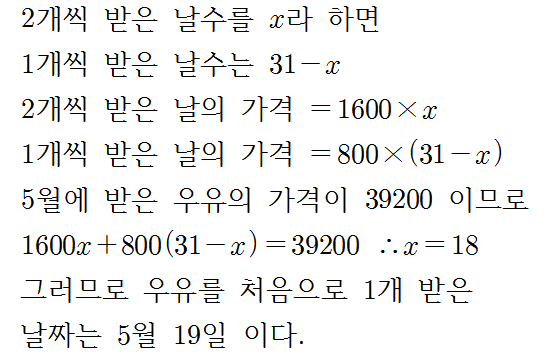 2개씩 받은 날수를 x라 하면
1개씩 받은 날수는 31-x
2개씩 받은 날의 가격 =1600×x
1개씩 받은 날의 가격 =800×(31-x)
5월에 받은 우유의 가격이 39200 이므로
1600x+800(31-x)=39200 ∴x=18
그러므로 우유를 처음으로 1개 받은
날짜는 5월 19일 이다.